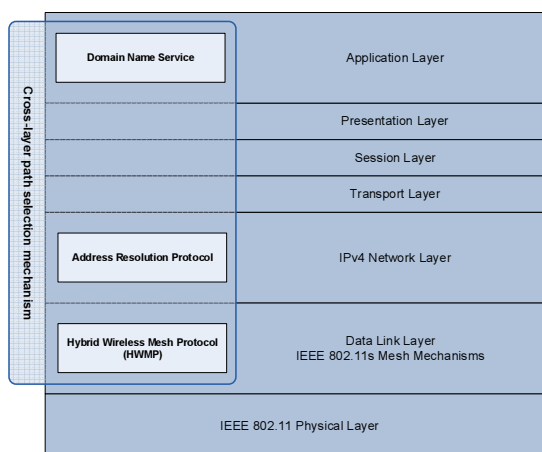 Cross-layer path selection mechanism
Domain Name Service
Application Layer
Presentation Layer
Session Layer
Transport Layer
Address Resolution Protocol
IPv4 Network Layer
Hybrid Wireless Mesh Protocol
(HWMP)
Data Link Layer
IEEE 802.11s Mesh Mechanisms
IEEE 802.11 Physical Layer